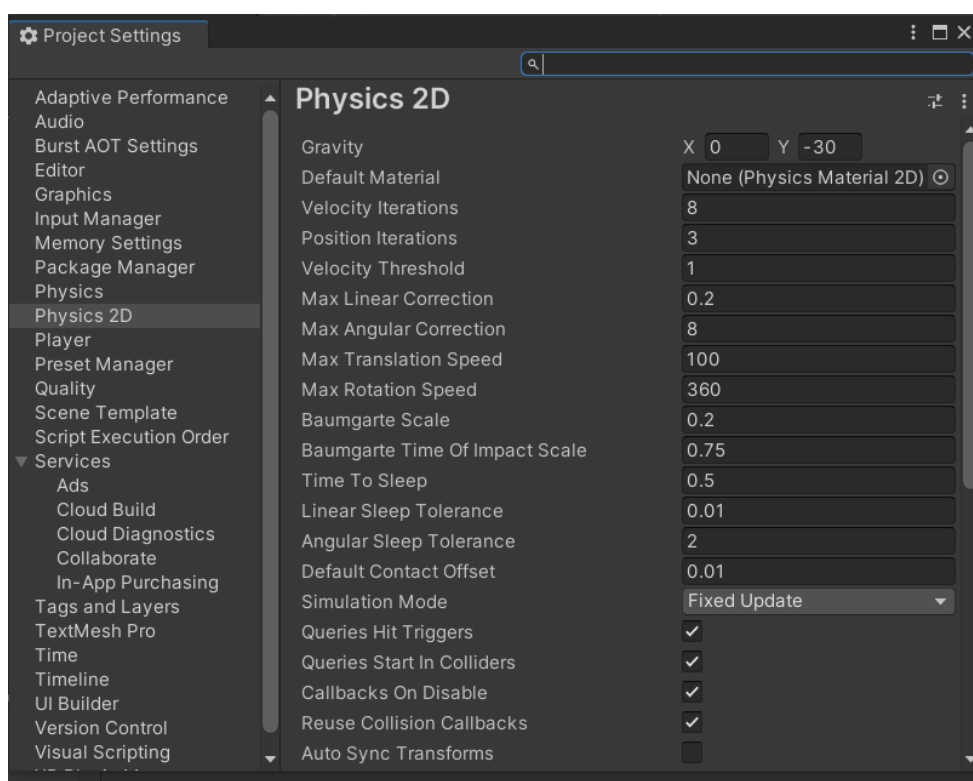 Project Settings
Adaptive Performance
Audio
Burst AOT Settings
Editor
Graphics
Input Manager
Memory Settings
Package Manager
Physics
Physics 2D
Player
Preset Manager
Quality
Scene Template
Script Execution Order
Services
Ads
Cloud Build
Cloud Diagnostics
Collaborate
In-App Purchasing
Tags and Layers
TextMesh Pro
Time
Timeline
UI Builder
Version Control
Visual Scripting
Physics 2D
Gravity X 0 Y -30
Default Material None (Physics Material 2D)
Velocity Iterations 8
Position Iterations 3
Velocity Threshold 1
Max Linear Correction 0.2
Max Angular Correction 8
Max Translation Speed 100
Max Rotation Speed 360
Baumgarte Scale 0.2
Baumgarte Time Of Impact Scale 0.75
Time To Sleep 0.5
Linear Sleep Tolerance 0.01
Angular Sleep Tolerance 2
Default Contact Offset 0.01
Simulation Mode Fixed Update
Queries Hit Triggers
Queries Start In Colliders
Callbacks On Disable
Reuse Collision Callbacks
Auto Sync Transforms